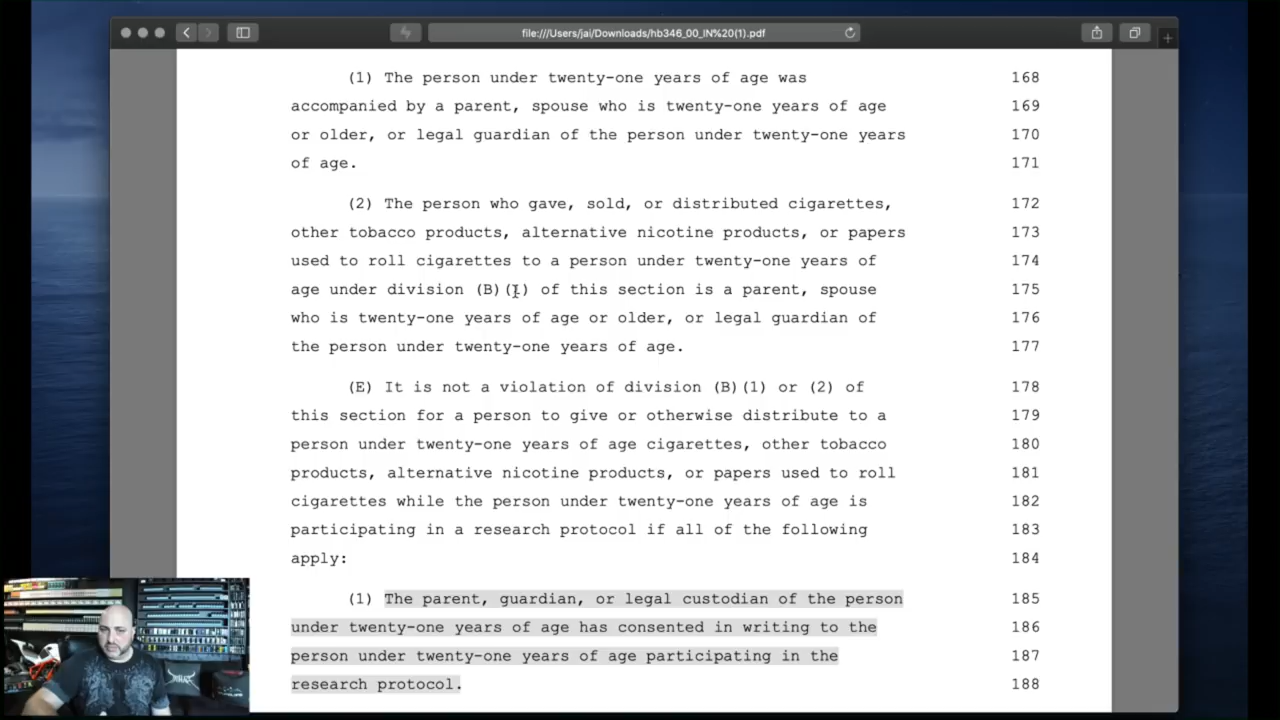 file:///Users/jai/Downloads/hb346_00_IN%20(1).pdf
(1) The person under twenty-one years of age was 168
accompanied by a parent, spouse who is twenty-one years of age 169
or older, or legal guardian of the person under twenty-one years 170
of age. 171
(2) The person who gave, sold, or distributed cigarettes, 172
other tobacco products, alternative nicotine products, or papers 173
used to roll cigarettes to a person under twenty-one years of 174
age under division (B)(1) of this section is a parent, spouse 175
who is twenty-one years of age or older, or legal guardian of 176
the person under twenty-one years of age. 177
(E) It is not a violation of division (B)(1) or (2) of 178
this section for a person to give or otherwise distribute to a 179
person under twenty-one years of age cigarettes, other tobacco 180
products, alternative nicotine products, or papers used to roll 181
cigarettes while the person under twenty-one years of age is 182
participating in a research protocol if all of the following 183
apply: 184
(1) The parent, guardian, or legal custodian of the person 185
under twenty-one years of age has consented in writing to the 186
person under twenty-one years of age participating in the 187
research protocol. 188